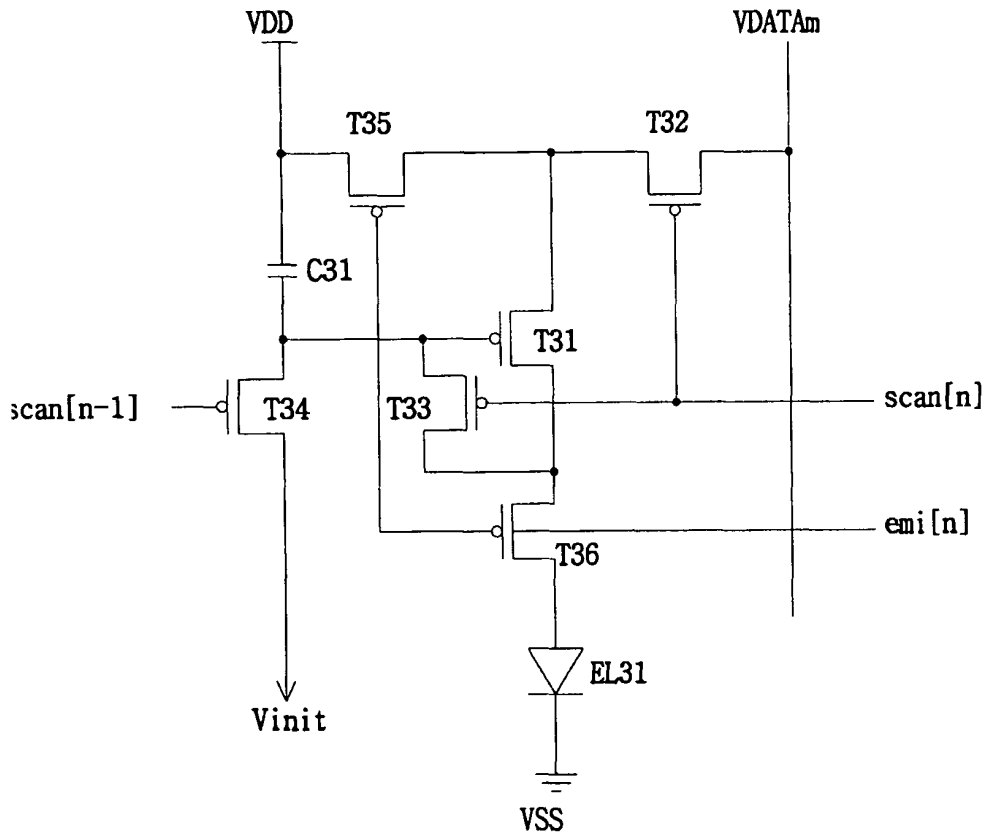 VDD
VDATAm
T35
T32
C31
T31
scan[n-1]
T34
T33
scan[n]
emi[n]
T36
EL31
Vinit
VSS